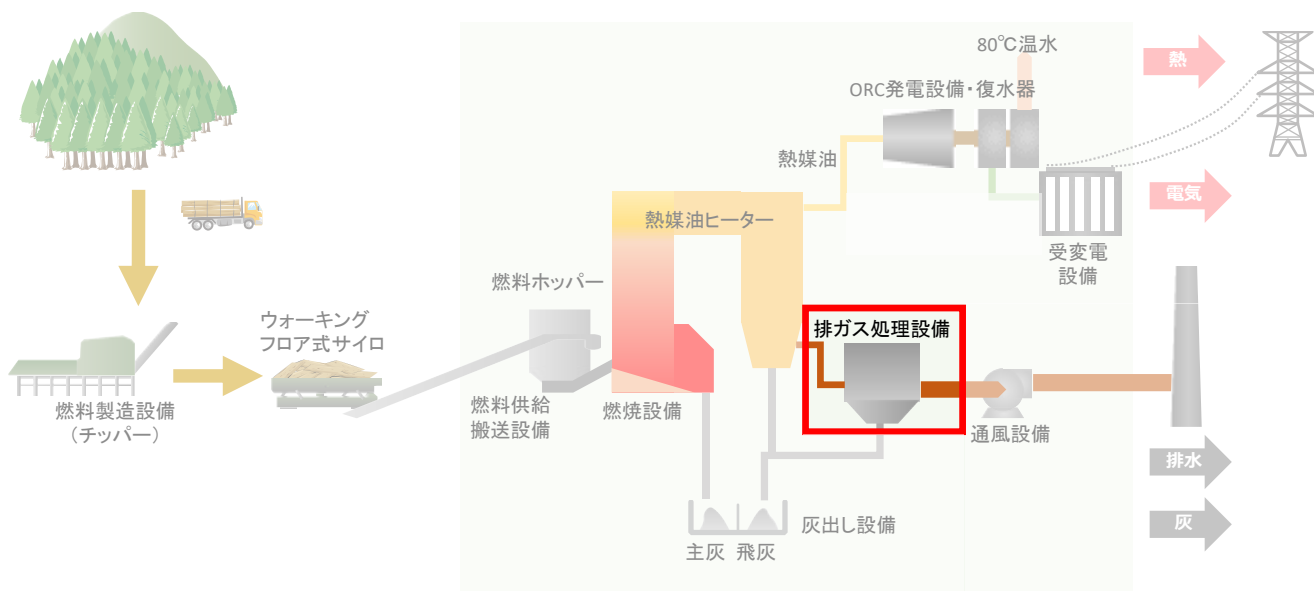 80℃温水
熱
ORC発電設備・復水器
熱媒油
電気
熱媒油ヒーター
受変電
設備
燃料ホッパー
ウォーキング
フロア式サイロ
排ガス処理設備
燃料製造設備
（チッパー）
燃料供給
搬送設備
燃焼設備
通風設備
排水
灰
灰出し設備
主灰
飛灰